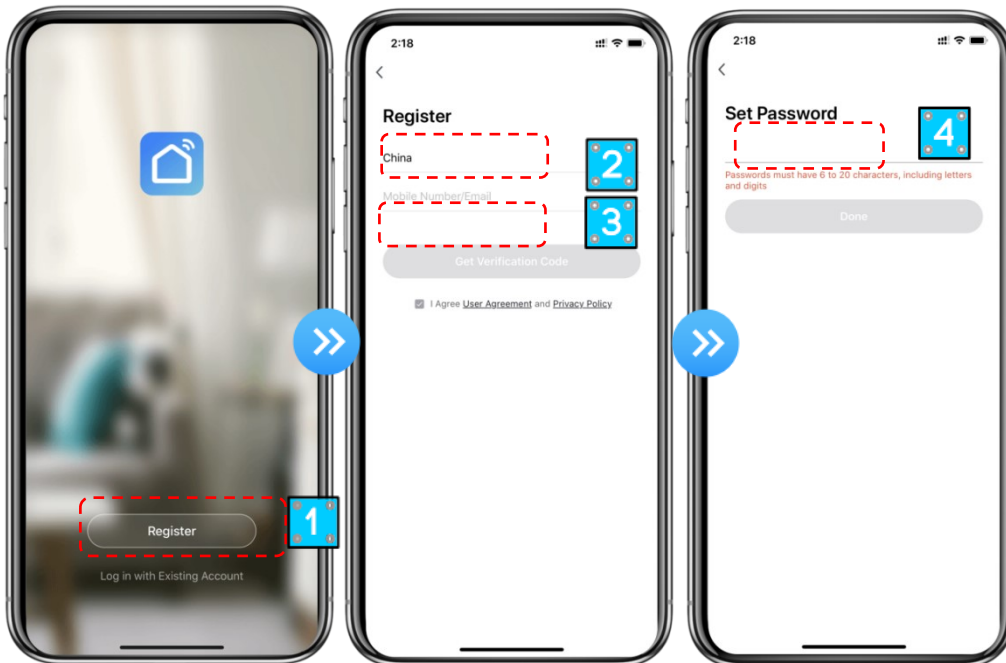 Register
1
Log in with Existing Account
2:18
Register
China
2
Mobile Number/Email
3
Get Verification Code
I Agree User Agreement and Privacy Policy
2:18
Set Password
4
Passwords must have 6 to 20 characters, including letters
and digits
Done